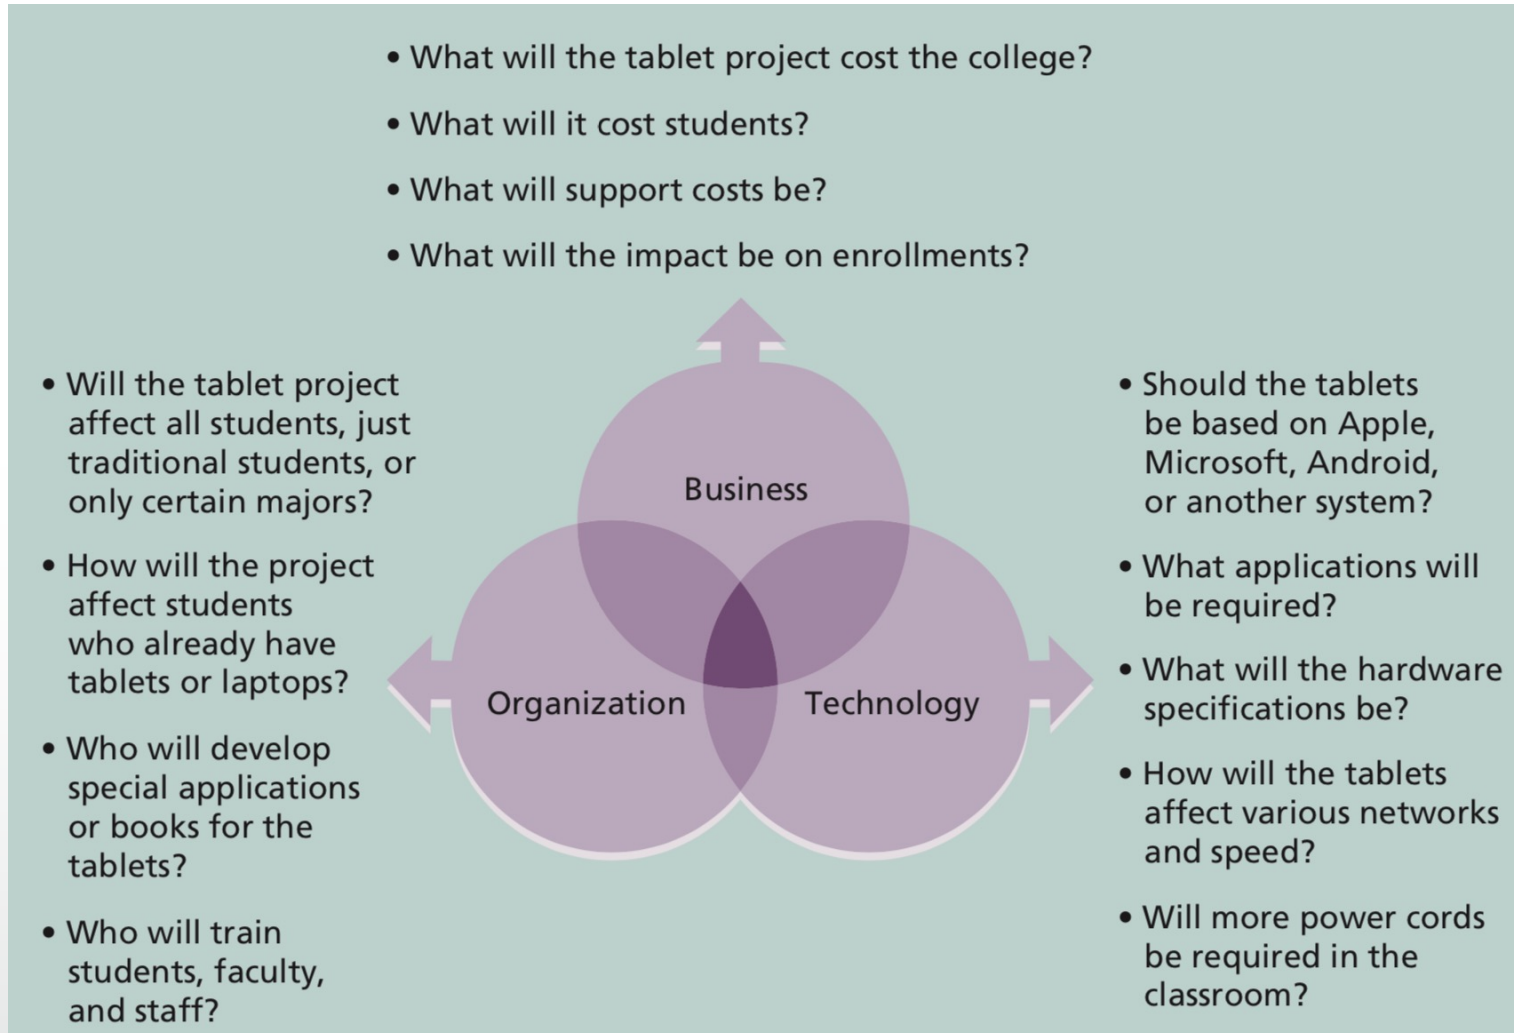 • What will the tablet project cost the college?
• What will it cost students?
• What will support costs be?
• What will the impact be on enrollments?
• Will the tablet project
affect all students, just
traditional students, or
only certain majors?
• How will the project
affect students
who already have
tablets or laptops?
• Who will develop
special applications
or books for the
tablets?
• Who will train
students, faculty,
and staff?
Business
Organization
Technology
• Should the tablets
be based on Apple,
Microsoft, Android,
or another system?
• What applications will
be required?
• What will the hardware
specifications be?
• How will the tablets
affect various networks
and speed?
• Will more power cords
be required in the
classroom?